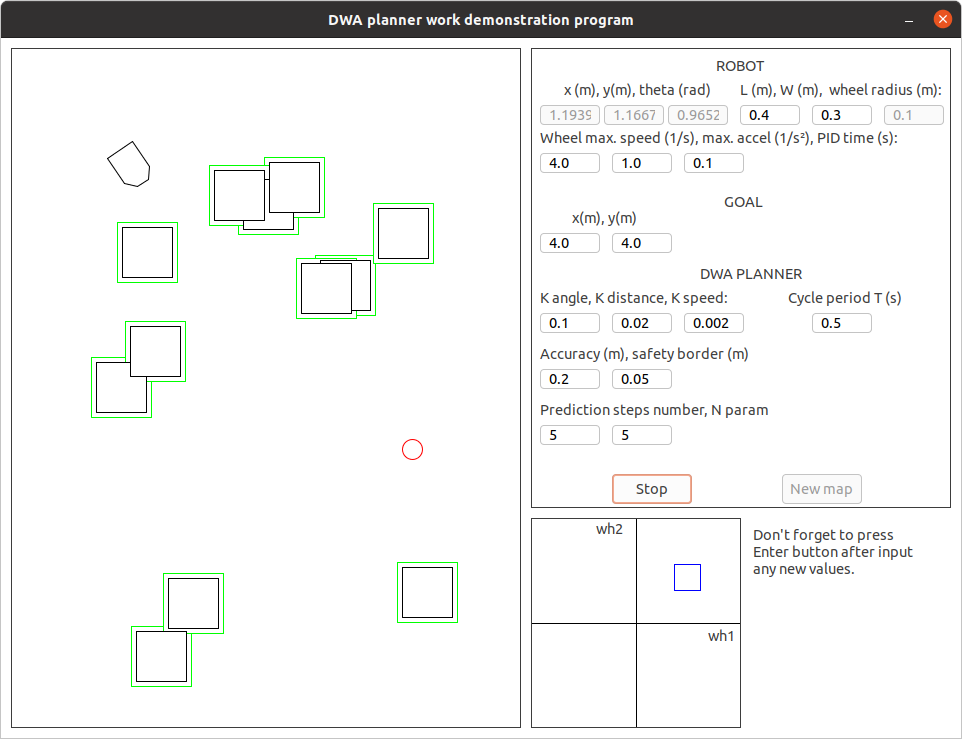 DWA planner work demonstration program
ROBOT
x (m), y(m), theta (rad) L (m), W (m), wheel radius (m):
1.1939 1.1667 0.9652 0.4 0.3 0.1
Wheel max. speed (1/s), max. accel (1/s²), PID time (s):
4.0 1.0 0.1
GOAL
x(m), y(m)
4.0 4.0
DWA PLANNER
K angle, K distance, K speed: Cycle period T (s)
0.1 0.02 0.002 0.5
Accuracy (m), safety border (m)
0.2 0.05
Prediction steps number, N param
5 5
Stop New map
wh2
wh1
Don't forget to press
Enter button after input
any new values.